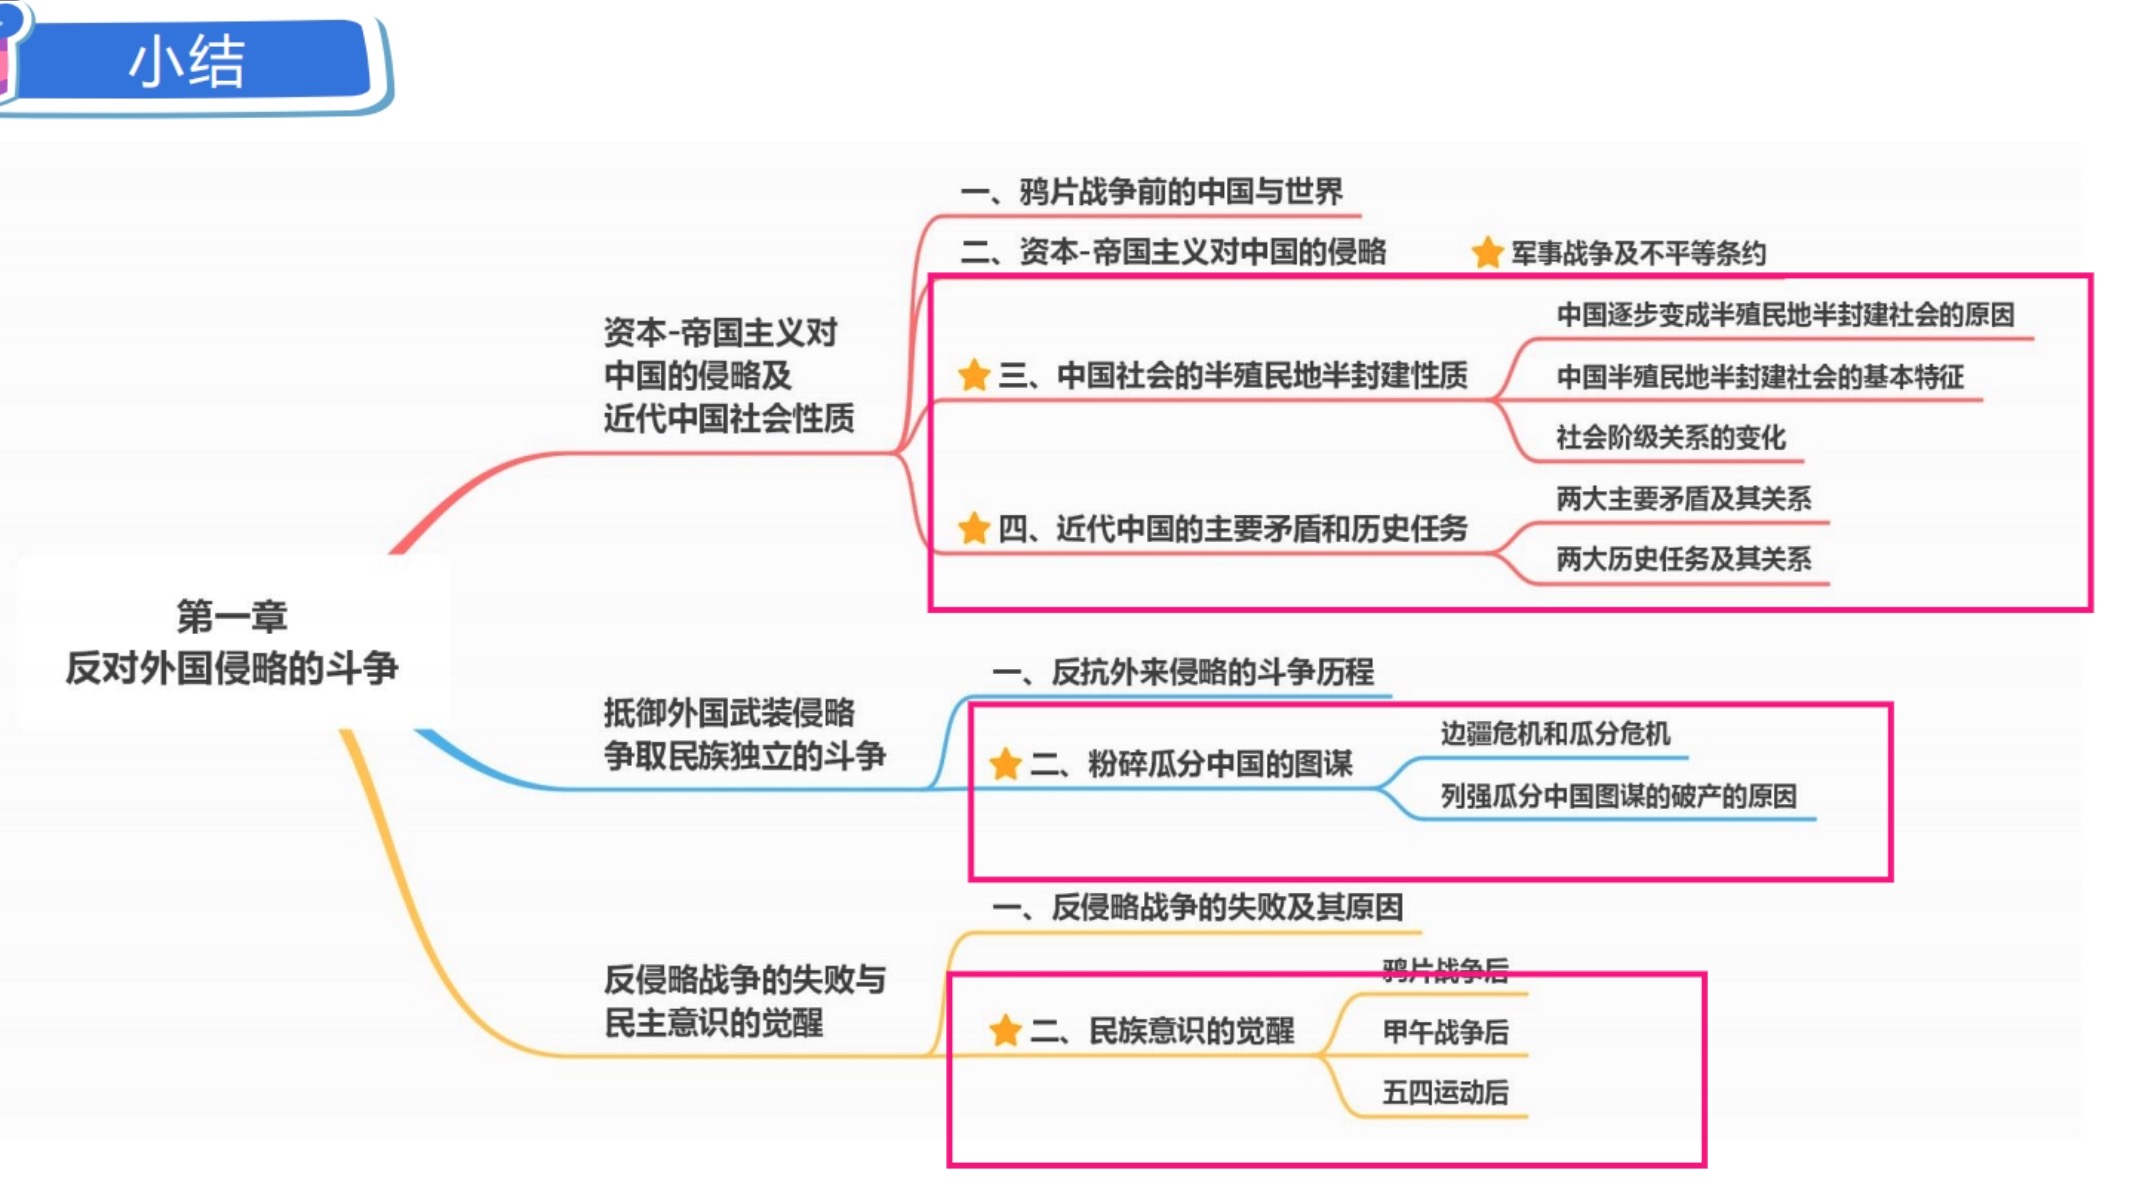 小结
第一章
反对外国侵略的斗争
资本-帝国主义对
中国的侵略及
近代中国社会性质
一、鸦片战争前的中国与世界
二、资本-帝国主义对中国的侵略
军事战争及不平等条约
三、中国社会的半殖民地半封建性质
中国逐步变成半殖民地半封建社会的原因
中国半殖民地半封建社会的基本特征
社会阶级关系的变化
四、近代中国的主要矛盾和历史任务
两大主要矛盾及其关系
两大历史任务及其关系
抵御外国武装侵略
争取民族独立的斗争
一、反抗外来侵略的斗争历程
二、粉碎瓜分中国的图谋
边疆危机和瓜分危机
列强瓜分中国图谋的破产的原因
反侵略战争的失败与
民主意识的觉醒
一、反侵略战争的失败及其原因
二、民族意识的觉醒
鸦片战争后
甲午战争后
五四运动后